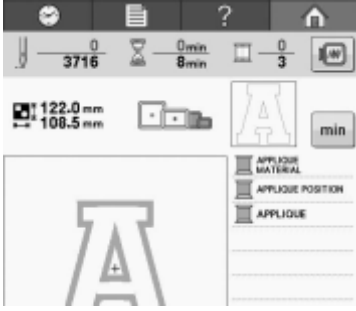 ?
0
3716
0min
8min
0
3
122.0 mm
108.5 mm
A
min
APPLIQUE
MATERIAL
APPLIQUE POSITION
APPLIQUE
A